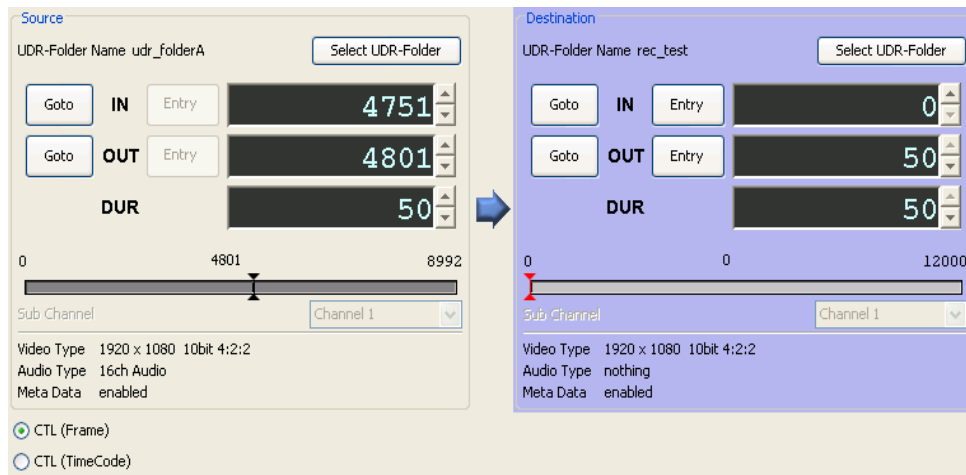 Source
UDR-Folder Name udr_folderA
Select UDR-Folder
Goto IN Entry 4751
Goto OUT Entry 4801
DUR 50
0 4801 8992
Sub Channel Channel 1
Video Type 1920 x 1080 10bit 4:2:2
Audio Type 16ch Audio
Meta Data enabled
Destination
UDR-Folder Name rec_test
Select UDR-Folder
Goto IN Entry 0
Goto OUT Entry 50
DUR 50
0 0 12000
Sub Channel Channel 1
Video Type 1920 x 1080 10bit 4:2:2
Audio Type nothing
Meta Data enabled
CTL (Frame)
CTL (TimeCode)